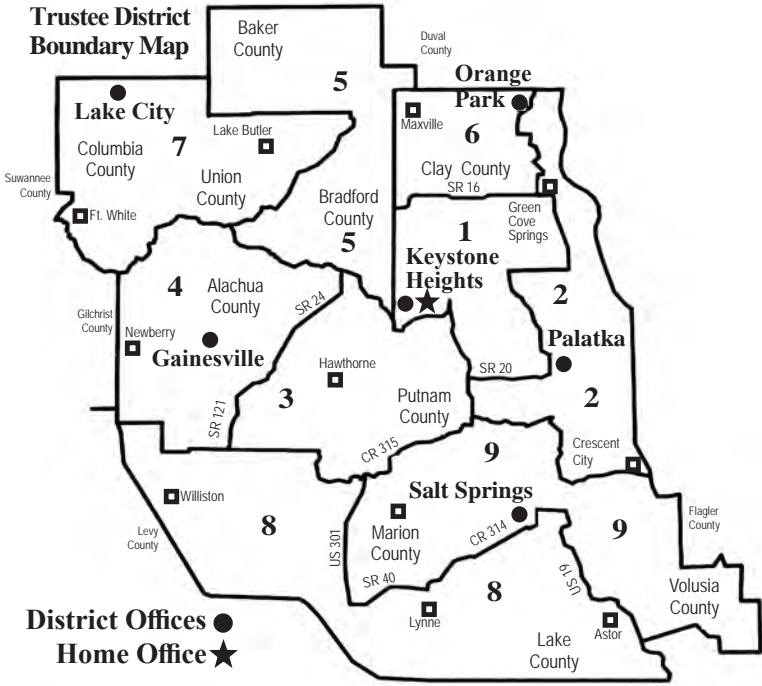 Trustee District
Boundary Map
Baker
County
Duval
County
5
Orange
Park
Lake City
Maxville
6
Lake Butler
7
Columbia
County
Clay County
Union
County
Suwannee
County
SR 16
Bradford
County
Ft. White
Green
Cove
Springs
1
5
Keystone
Heights
4
Alachua
County
SR 24
2
Gilchrist
County
Newberry
Gainesville
Palatka
Hawthorne
SR 20
3
Putnam
County
2
SR 121
CR 315
Crescent
City
9
Salt Springs
Williston
8
Levy
County
US 301
Marion
County
CR 314
9
Flagler
County
SR 40
US 19
8
Volusia
County
Lynne
Astor
Lake
County
District Offices
Home Office